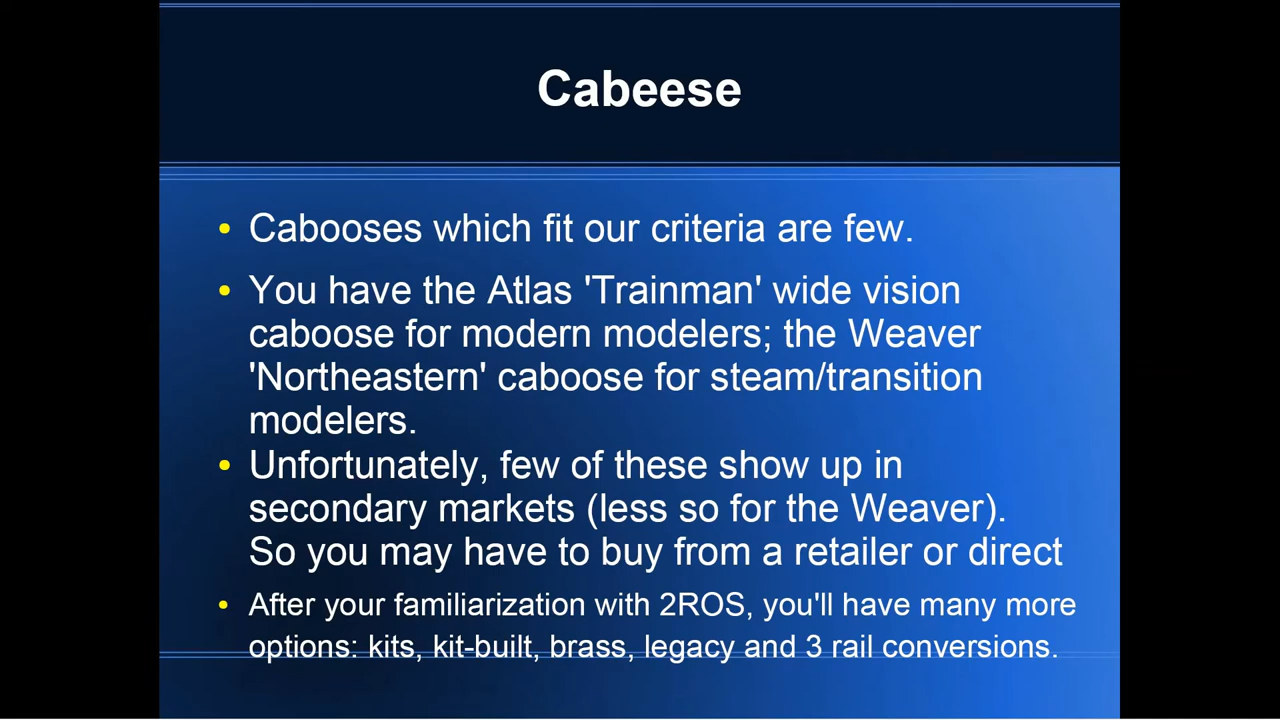 Cabeese
• Cabooses which fit our criteria are few.
• You have the Atlas 'Trainman' wide vision
caboose for modern modelers; the Weaver
'Northeastern' caboose for steam/transition
modelers.
• Unfortunately, few of these show up in
secondary markets (less so for the Weaver).
So you may have to buy from a retailer or direct
• After your familiarization with 2ROS, you'll have many more
options: kits, kit-built, brass, legacy and 3 rail conversions.